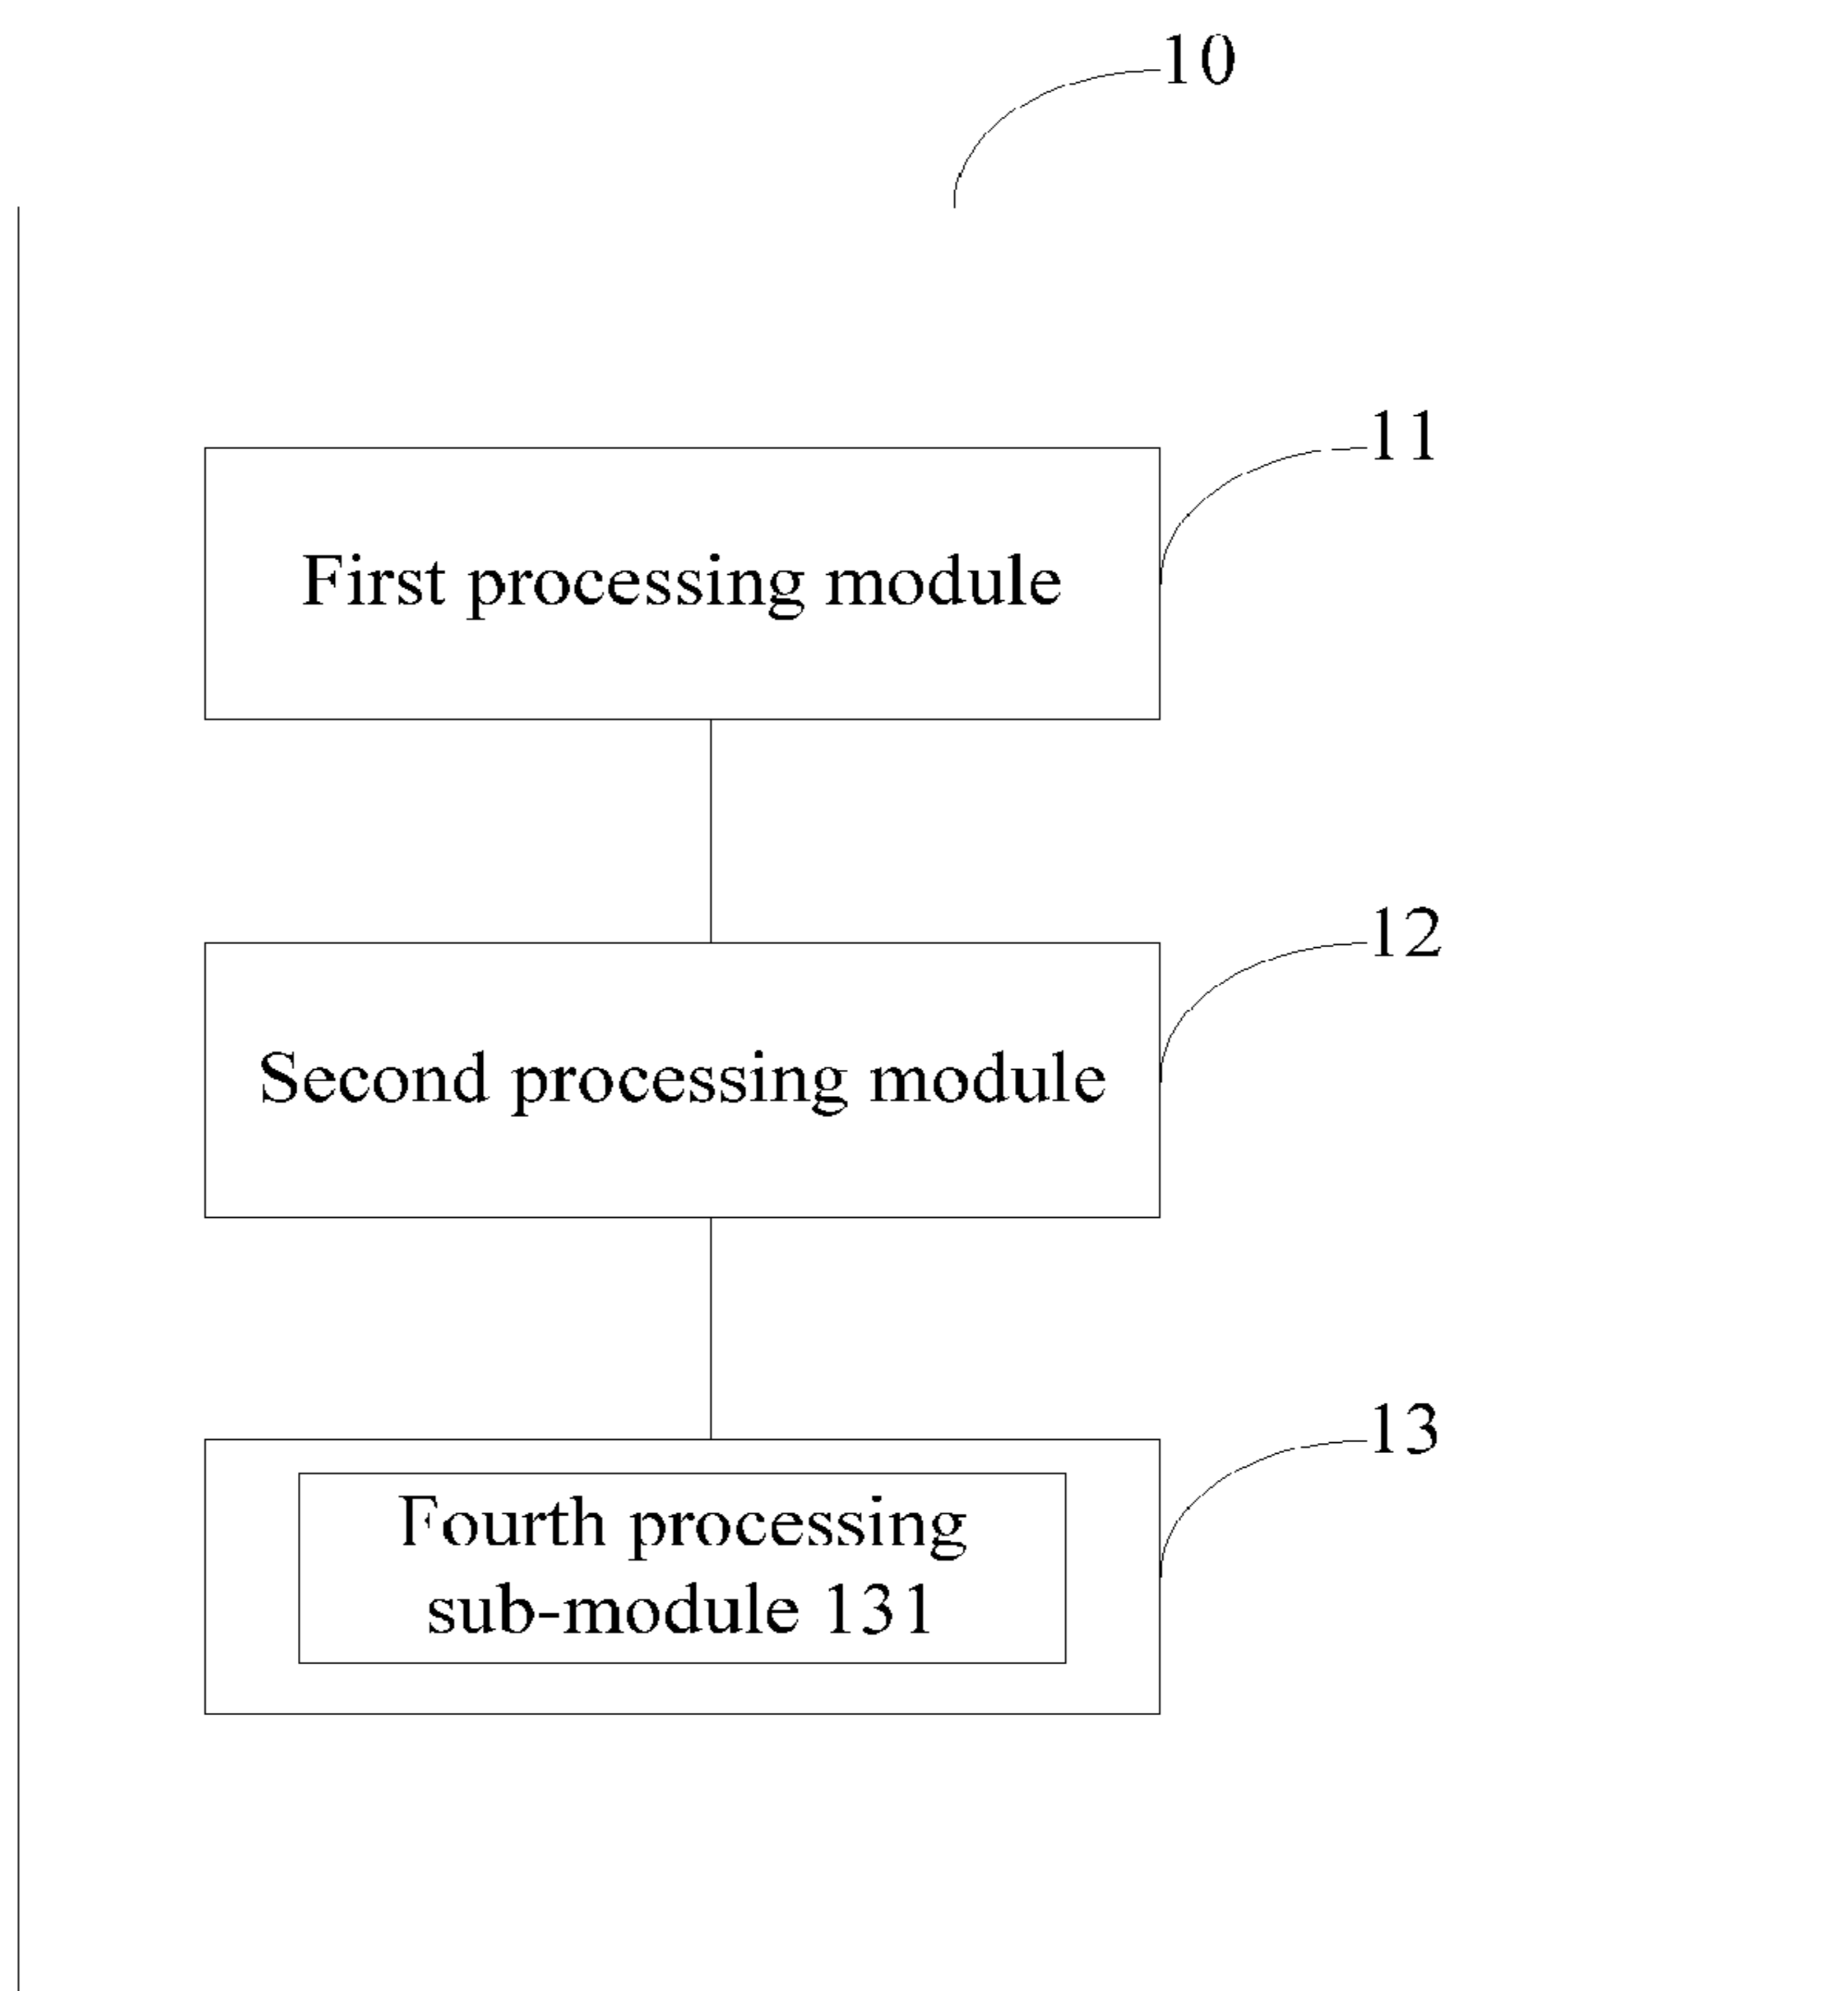 10
11
First processing module
12
Second processing module
13
Fourth processing
sub-module 131